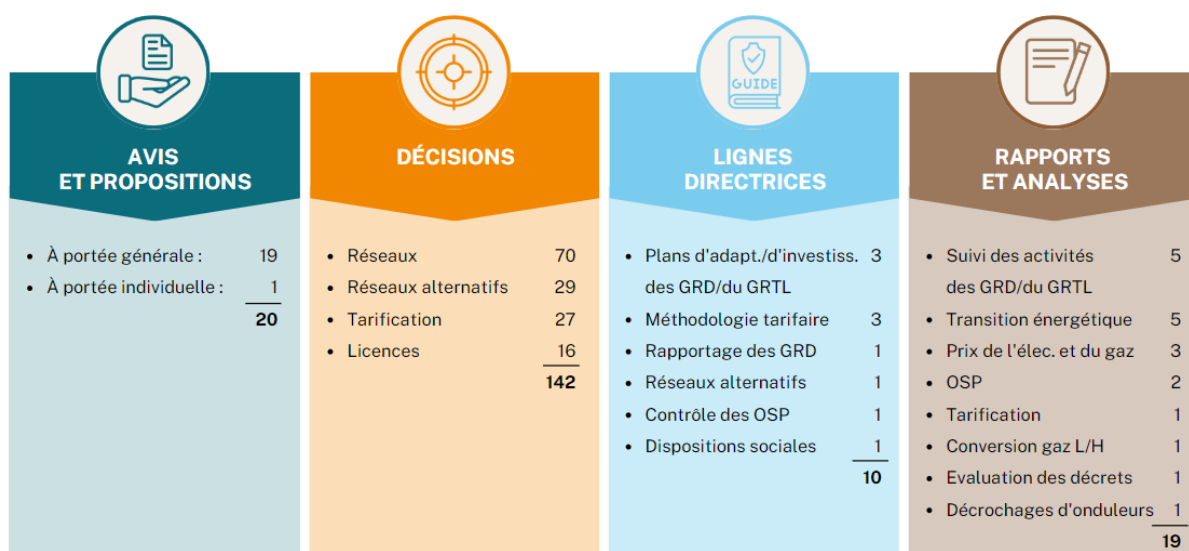 GUIDE
AVIS
ET PROPOSITIONS
• À portée générale : 19
• À portée individuelle : 1
20
DÉCISIONS
• Réseaux 70
• Réseaux alternatifs 29
• Tarification 27
• Licences 16
142
LIGNES
DIRECTRICES
• Plans d'adapt./d'investiss. 3
des GRD/du GRTL
• Méthodologie tarifaire 3
• Rapportage des GRD 1
• Réseaux alternatifs 1
• Contrôle des OSP 1
• Dispositions sociales 1
10
RAPPORTS
ET ANALYSES
• Suivi des activités 5
des GRD/du GRTL
• Transition énergétique 5
• Prix de l'élec. et du gaz 3
• OSP 2
• Tarification 1
• Conversion gaz L/H 1
• Evaluation des décrets 1
• Décrochages d'onduleurs 1
19